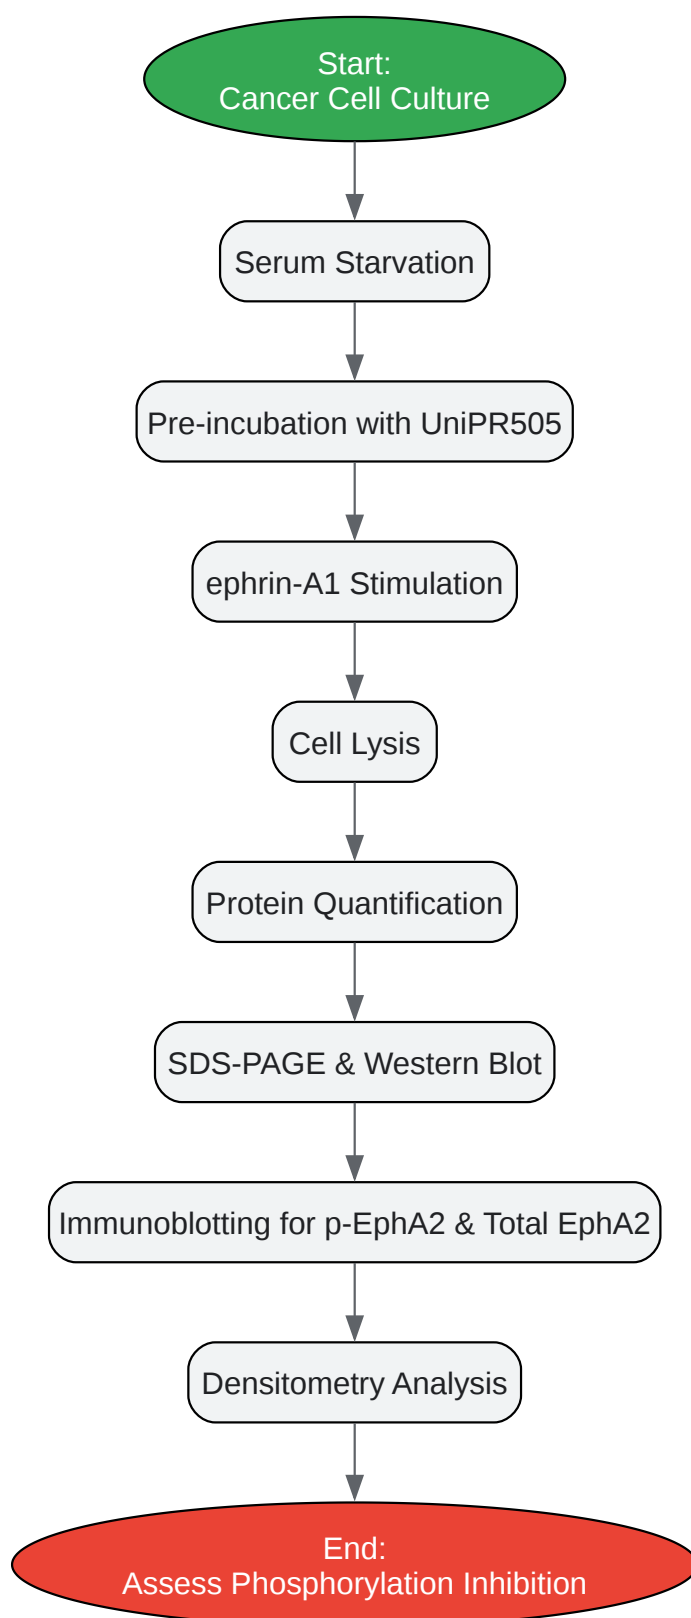 Start:
Cancer Cell Culture
Serum Starvation
Pre-incubation with UniPR505
ephrin-A1 Stimulation
Cell Lysis
Protein Quantification
SDS-PAGE & Western Blot
Immunoblotting for p-EphA2 & Total EphA2
Densitometry Analysis
End:
Assess Phosphorylation Inhibition